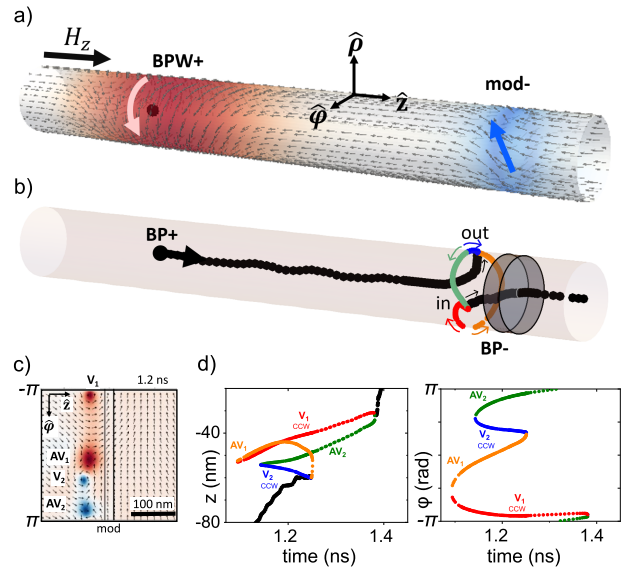 a)
H_z
BPW+
ρ̂
φ̂
ẑ
mod-
b)
BP+
out
in
BP-
c)
V₁
1.2 ns
-π
ẑ
φ̂
AV₁
V₂
AV₂
π
100 nm
mod
d)
z (nm)
-40
-80
AV₁
V₁
CCW
AV₂
V₂
CCW
1.2
1.4
time (ns)
φ (rad)
π
-π
AV₂
V₂
CCW
AV₁
V₁
CCW
1.2
1.4
time (ns)